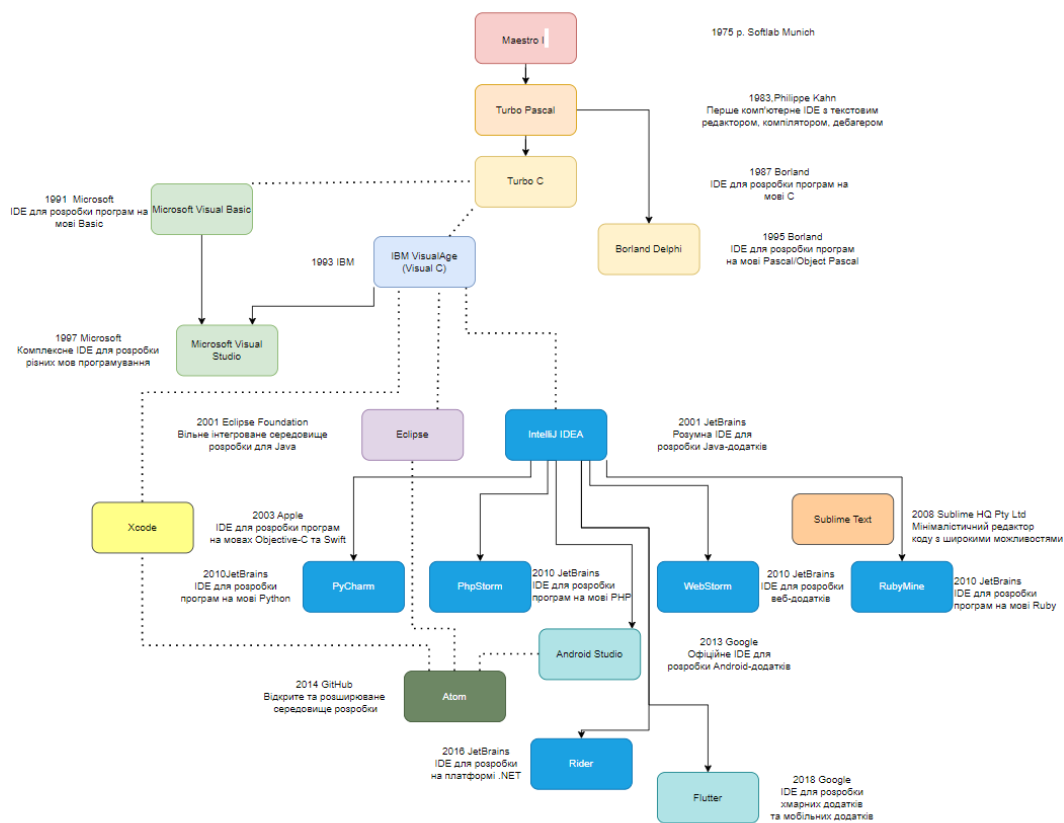 Maestro I
1975 р. Softlab Munich
Turbo Pascal
1983,Philippe Kahn
Перше комп'ютерне IDE з текстовим
редактором, компілятором, дебагером
Turbo C
1987 Borland
IDE для розробки програм на
мові C
1991 Microsoft
IDE для розробки програм на
мові Basic
Microsoft Visual Basic
Borland Delphi
1995 Borland
IDE для розробки програм
на мові Pascal/Object Pascal
1993 IBM
IBM VisualAge
(Visual C)
1997 Microsoft
Комплексне IDE для розробки
різних мов програмування
Microsoft Visual
Studio
2001 Eclipse Foundation
Вільне інтегроване середовище
розробки для Java
Eclipse
IntelliJ IDEA
2001 JetBrains
Розумна IDE для
розробки Java-додатків
Xcode
2003 Apple
IDE для розробки програм
на мовах Objective-C та Swift
Sublime Text
2008 Sublime HQ Pty Ltd
Мінімалістичний редактор
коду з широкими можливостями
2010JetBrains
IDE для розробки
програм на мові Python
PyCharm
PhpStorm
2010 JetBrains
IDE для розробки
програм на мові PHP
WebStorm
2010 JetBrains
IDE для розробки
веб-додатків
RubyMine
2010 JetBrains
IDE для розробки
програм на мові Ruby
Android Studio
2013 Google
Офіційне IDE для
розробки Android-додатків
2014 GitHub
Відкрите та розширюване
середовище розробки
Atom
2016 JetBrains
IDE для розробки
на платформі .NET
Rider
Flutter
2018 Google
IDE для розробки
хмарних додатків
та мобільних додатків